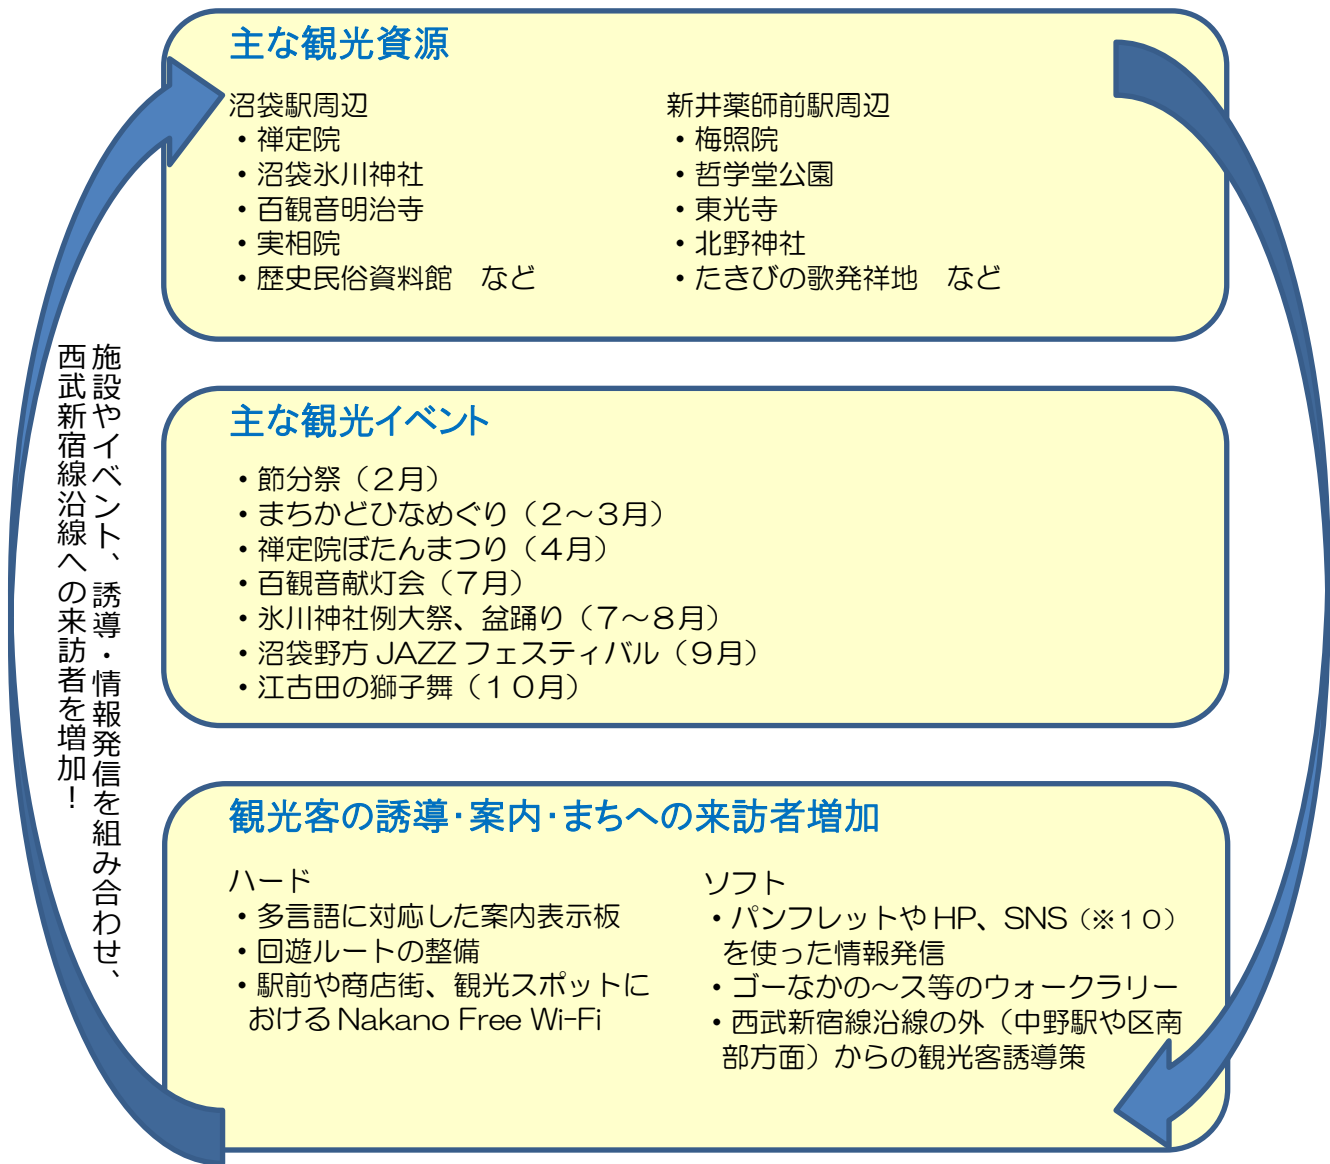 主な観光資源
沼袋駅周辺
・禅定院
・沼袋氷川神社
・百観音明治寺
・実相院
・歴史民俗資料館　など
新井薬師前駅周辺
・梅照院
・哲学堂公園
・東光寺
・北野神社
・たきびの歌発祥地　など
施設やイベント、誘導・情報発信を組み合わせ、
西武新宿線沿線への来訪者を増加！
主な観光イベント
・節分祭（２月）
・まちかどひなめぐり（２～３月）
・禅定院ぼたんまつり（４月）
・百観音献灯会（７月）
・氷川神社例大祭、盆踊り（７～８月）
・沼袋野方 JAZZ フェスティバル（９月）
・江古田の獅子舞（１０月）
観光客の誘導・案内・まちへの来訪者増加
ハード
・多言語に対応した案内表示板
・回遊ルートの整備
・駅前や商店街、観光スポットに
おける Nakano Free Wi-Fi
ソフト
・パンフレットや HP、SNS（※１０）
を使った情報発信
・ゴーなかの～ス等のウォークラリー
・西武新宿線沿線の外（中野駅や区南
部方面）からの観光客誘導策